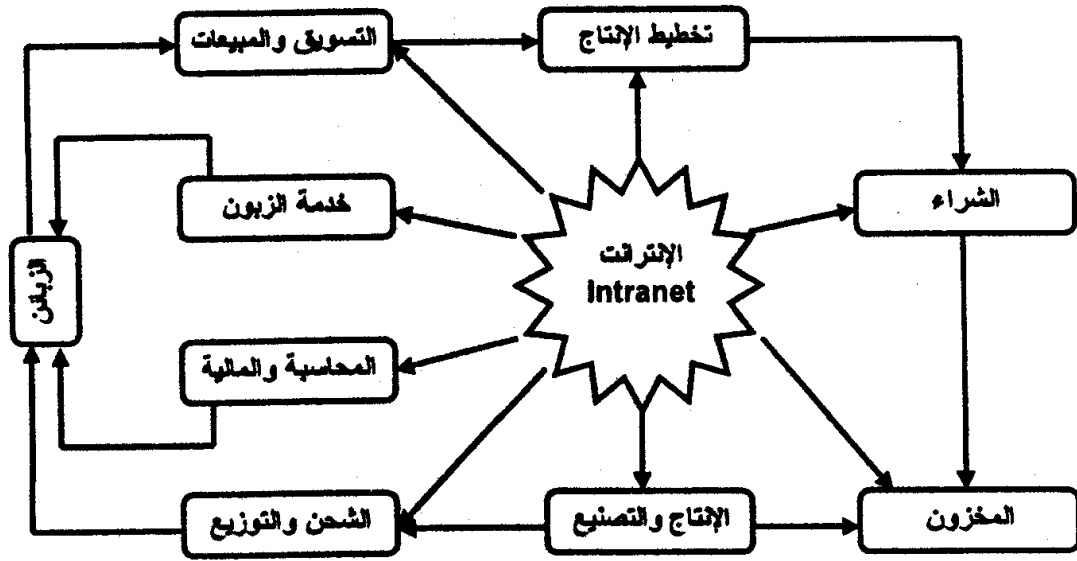 تخطيط الإنتاج
التسويق والمبيعات
الشراء
خدمة الزبون
الإنترانت
Intranet
الزبائن
المحاسبة والمالية
المخزون
الإنتاج والتصنيع
الشحن والتوزيع